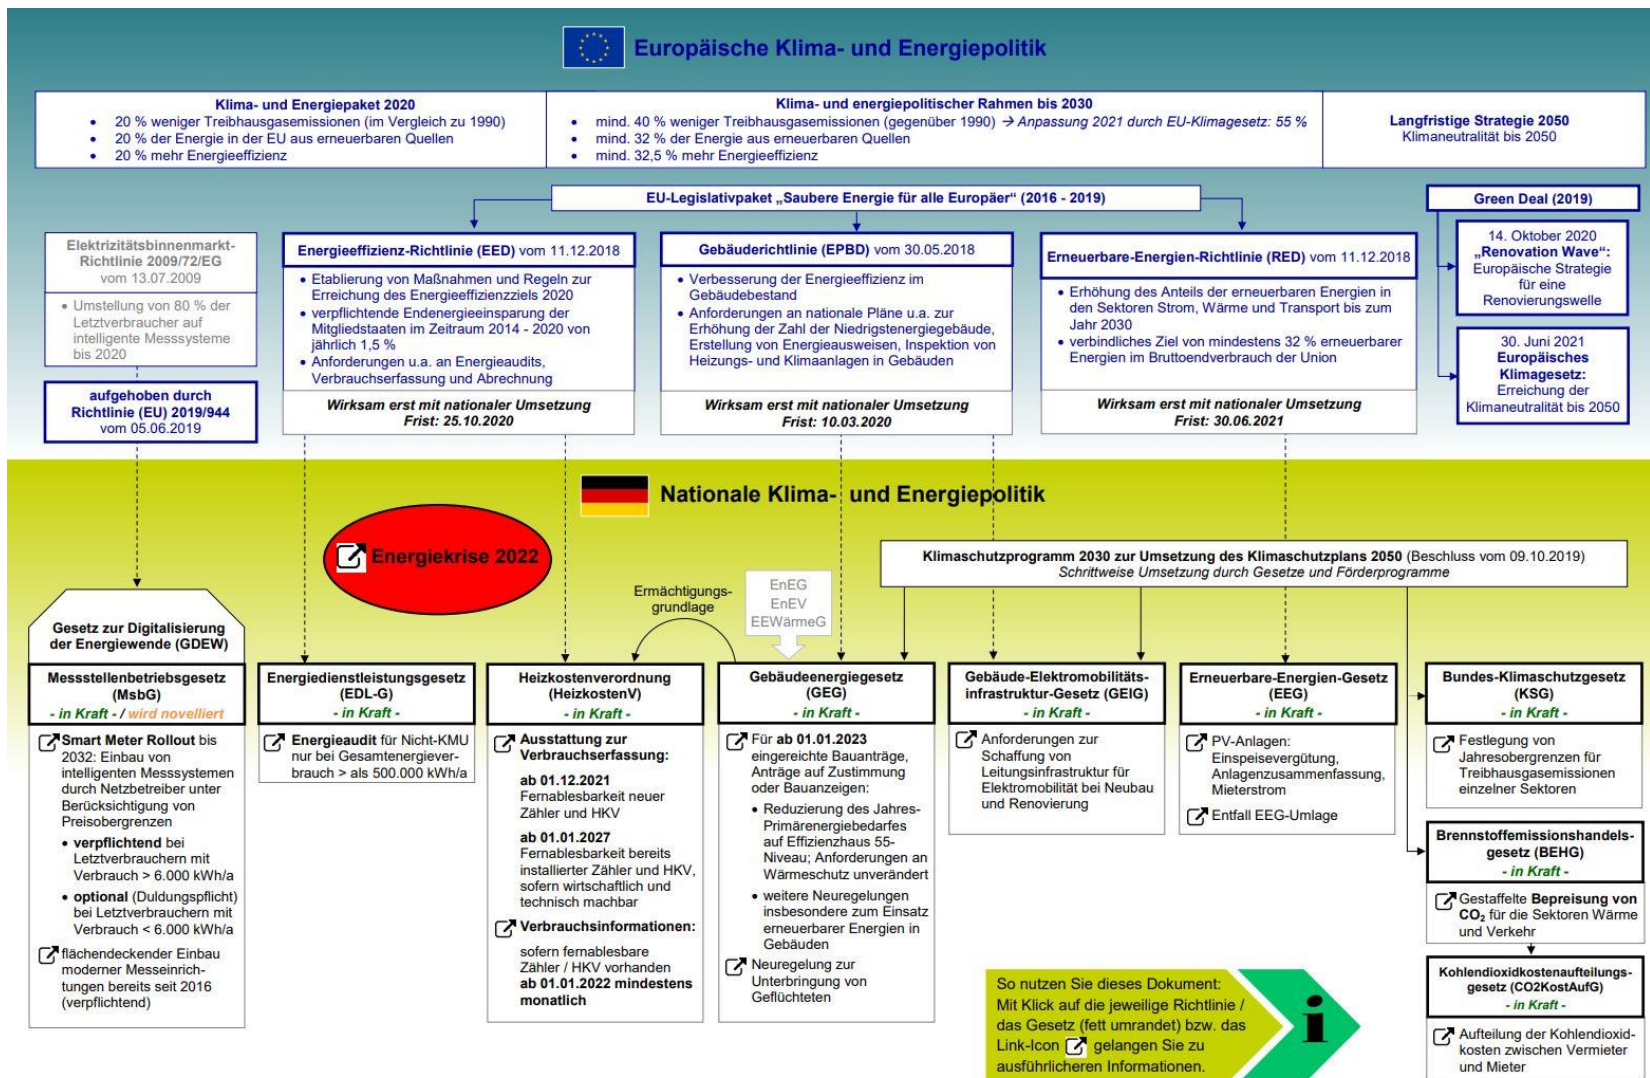 Europäische Klima- und Energiepolitik
Klima- und Energiepaket 2020
• 20 % weniger Treibhausgasemissionen (im Vergleich zu 1990)
• 20 % der Energie in der EU aus erneuerbaren Quellen
• 20 % mehr Energieeffizienz
Klima- und energiepolitischer Rahmen bis 2030
• mind. 40 % weniger Treibhausgasemissionen (gegenüber 1990) → Anpassung 2021 durch EU-Klimagesetz: 55 %
• mind. 32 % der Energie aus erneuerbaren Quellen
• mind. 32,5 % mehr Energieeffizienz
Langfristige Strategie 2050
Klimaneutralität bis 2050
EU-Legislativpaket „Saubere Energie für alle Europäer“ (2016 - 2019)
Elektrizitätsbinnenmarkt-
Richtlinie 2009/72/EG
vom 13.07.2009
• Umstellung von 80 % der
Letztverbraucher auf
intelligente Messsysteme
bis 2020
aufgehoben durch
Richtlinie (EU) 2019/944
vom 05.06.2019
Energieeffizienz-Richtlinie (EED) vom 11.12.2018
• Etablierung von Maßnahmen und Regeln zur
Erreichung des Energieeffizienzziels 2020
• verpflichtende Endenergieeinsparung der
Mitgliedstaaten im Zeitraum 2014 - 2020 von
jährlich 1,5 %
• Anforderungen u.a. an Energieaudits,
Verbrauchserfassung und Abrechnung
Wirksam erst mit nationaler Umsetzung
Frist: 25.10.2020
Gebäuderichtlinie (EPBD) vom 30.05.2018
• Verbesserung der Energieeffizienz im
Gebäudebestand
• Anforderungen an nationale Pläne u.a. zur
Erhöhung der Zahl der Niedrigstenergiegebäude,
Erstellung von Energieausweisen, Inspektion von
Heizungs- und Klimaanlagen in Gebäuden
Wirksam erst mit nationaler Umsetzung
Frist: 10.03.2020
Erneuerbare-Energien-Richtlinie (RED) vom 11.12.2018
• Erhöhung des Anteils der erneuerbaren Energien in
den Sektoren Strom, Wärme und Transport bis zum
Jahr 2030
• verbindliches Ziel von mindestens 32 % erneuerbarer
Energien im Bruttoendverbrauch der Union
Wirksam erst mit nationaler Umsetzung
Frist: 30.06.2021
Green Deal (2019)
14. Oktober 2020
„Renovation Wave“:
Europäische Strategie
für eine
Renovierungswelle
30. Juni 2021
Europäisches
Klimagesetz:
Erreichung der
Klimaneutralität bis 2050
Nationale Klima- und Energiepolitik
Energiekrise 2022
Klimaschutzprogramm 2030 zur Umsetzung des Klimaschutzplans 2050 (Beschluss vom 09.10.2019)
Schrittweise Umsetzung durch Gesetze und Förderprogramme
Ermächtigungs-
grundlage
EnEG
EnEV
EEWärmeG
Gesetz zur Digitalisierung
der Energiewende (GDEW)
Messstellenbetriebsgesetz
(MsbG)
- in Kraft - / wird novelliert
Smart Meter Rollout bis
2032: Einbau von
intelligenten Messsystemen
durch Netzbetreiber unter
Berücksichtigung von
Preisobergrenzen
• verpflichtend bei
Letztverbrauchern mit
Verbrauch > 6.000 kWh/a
• optional (Duldungspflicht)
bei Letztverbrauchern mit
Verbrauch < 6.000 kWh/a
flächendeckender Einbau
moderner Messeinrich-
tungen bereits seit 2016
(verpflichtend)
Energiedienstleistungsgesetz
(EDL-G)
- in Kraft -
Energieaudit für Nicht-KMU
nur bei Gesamtenergiever-
brauch > als 500.000 kWh/a
Heizkostenverordnung
(HeizkostenV)
- in Kraft -
Ausstattung zur
Verbrauchserfassung:
ab 01.12.2021
Fernablesbarkeit neuer
Zähler und HKV
ab 01.01.2027
Fernablesbarkeit bereits
installierter Zähler und HKV,
sofern wirtschaftlich und
technisch machbar
Verbrauchsinformationen:
sofern fernablesbare
Zähler / HKV vorhanden
ab 01.01.2022 mindestens
monatlich
Gebäudeenergiegesetz
(GEG)
- in Kraft -
Für ab 01.01.2023
eingereichte Bauanträge,
Anträge auf Zustimmung
oder Bauanzeigen:
• Reduzierung des Jahres-
Primärenergiebedarfes
auf Effizienzhaus 55-
Niveau; Anforderungen an
Wärmeschutz unverändert
• weitere Neuregelungen
insbesondere zum Einsatz
erneuerbarer Energien in
Gebäuden
Neuregelung zur
Unterbringung von
Geflüchteten
Gebäude-Elektromobilitäts-
infrastruktur-Gesetz (GEIG)
- in Kraft -
Anforderungen zur
Schaffung von
Leitungsinfrastruktur für
Elektromobilität bei Neubau
und Renovierung
Erneuerbare-Energien-Gesetz
(EEG)
- in Kraft -
PV-Anlagen:
Einspeisevergütung,
Anlagenzusammenfassung,
Mieterstrom
Entfall EEG-Umlage
Bundes-Klimaschutzgesetz
(KSG)
- in Kraft -
Festlegung von
Jahresobergrenzen für
Treibhausgasemissionen
einzelner Sektoren
Brennstoffemissionshandels-
gesetz (BEHG)
- in Kraft -
Gestaffelte Bepreisung von
CO₂ für die Sektoren Wärme
und Verkehr
Kohlendioxidkostenaufteilungs-
gesetz (CO2KostAufG)
- in Kraft -
Aufteilung der Kohlendioxid-
kosten zwischen Vermieter
und Mieter
So nutzen Sie dieses Dokument:
Mit Klick auf die jeweilige Richtlinie /
das Gesetz (fett umrandet) bzw. das
Link-Icon gelangen Sie zu
ausführlicheren Informationen.
i